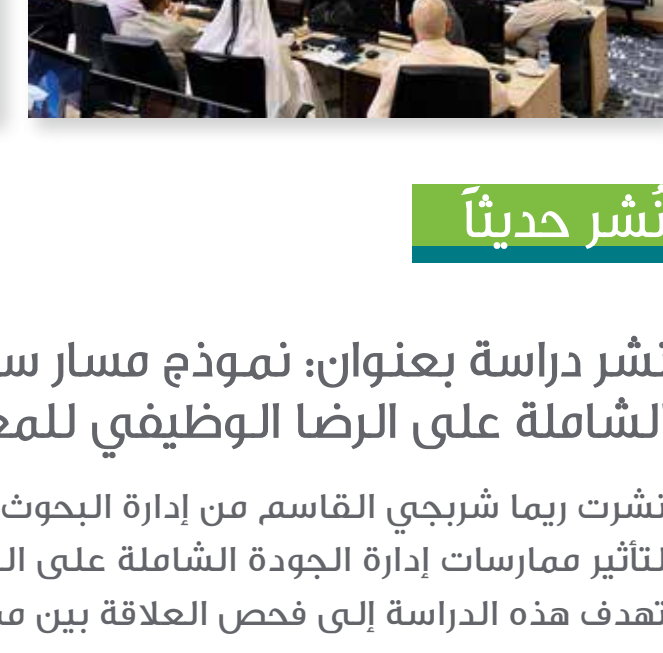 نُشر حديثاً
نشر دراسة بعنوان: نموذج مسار
الشاملة على الرضا الوظيفي
نشرت ريما شربجي القاسم من إدارة البحوث
لتأثير ممارسات إدارة الجودة الشاملة على
تهدف هذه الدراسة إلى فحص العلاقة بين